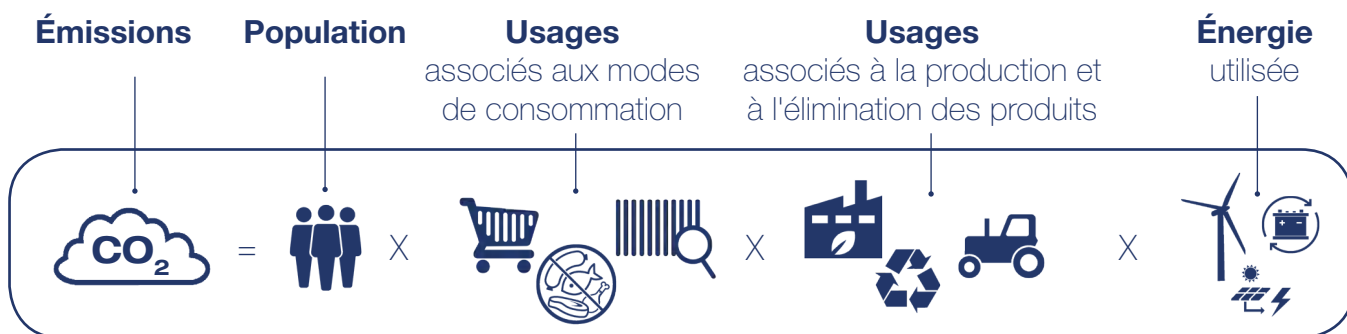 Émissions
Population
Usages
associés aux modes
de consommation
Usages
associés à la production et
à l'élimination des produits
Énergie
utilisée
CO2
=
X
X
X